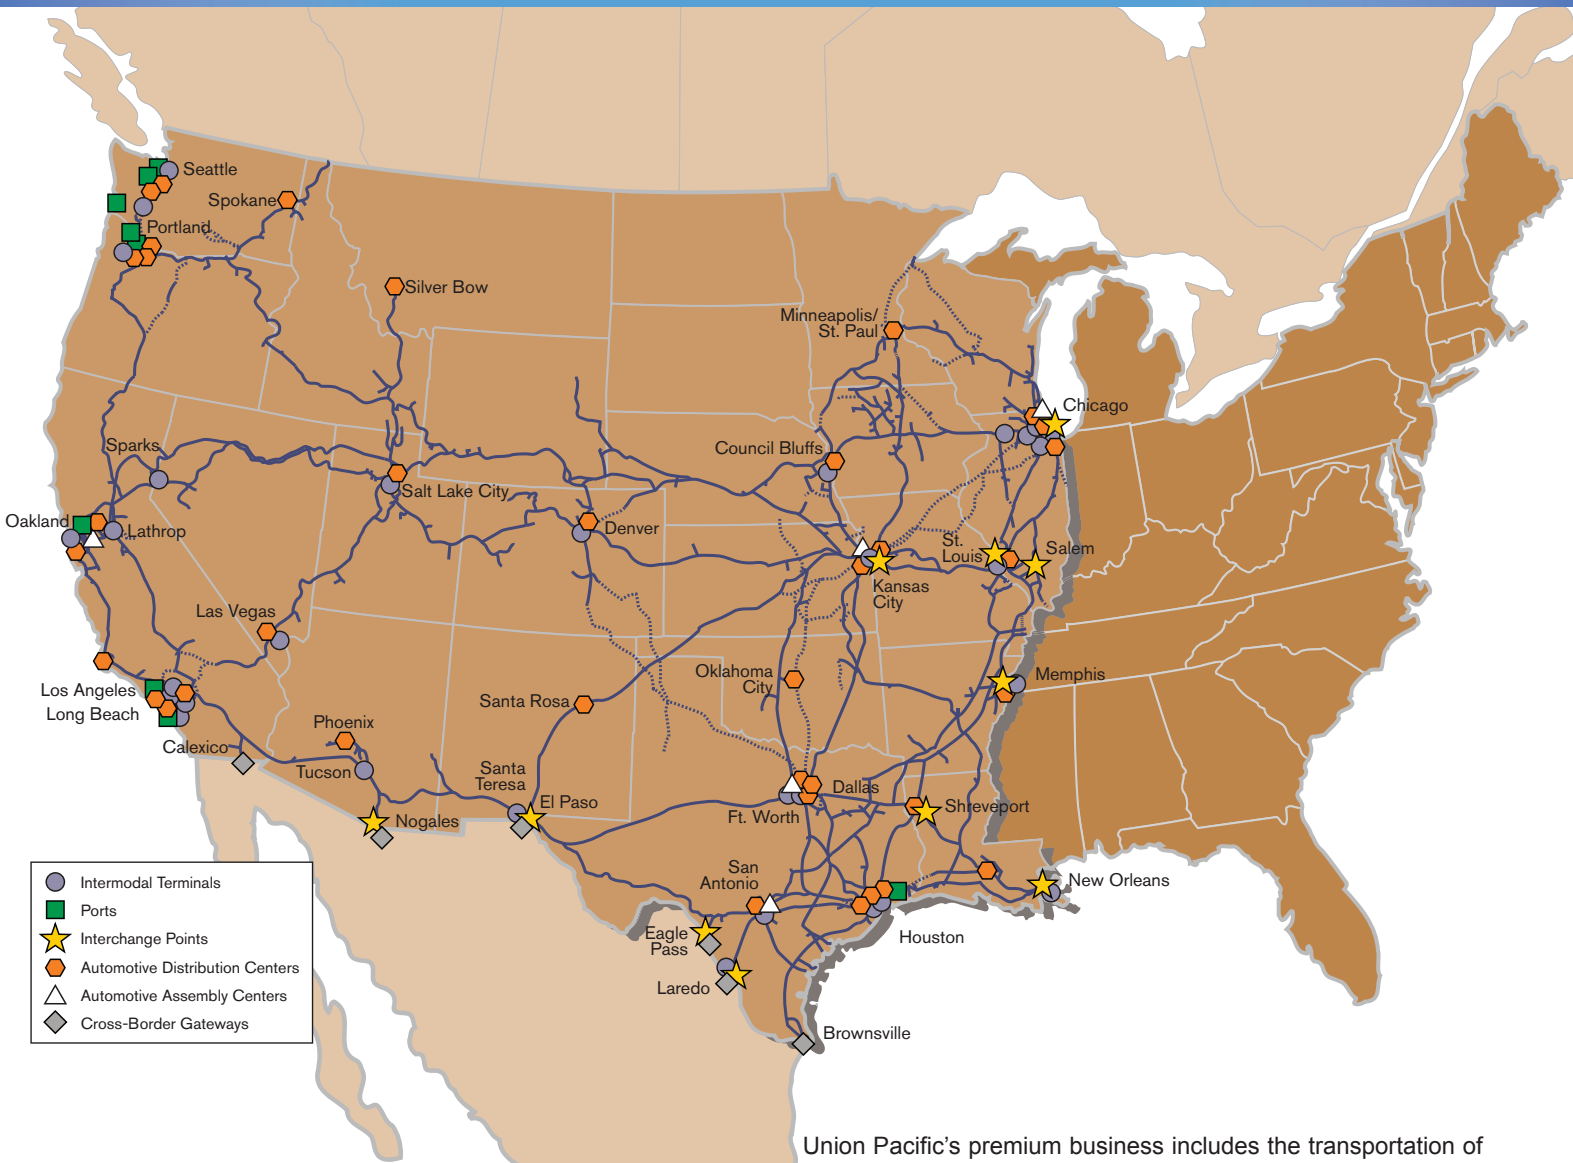 Seattle
Spokane
Portland
Silver Bow
Minneapolis/
St. Paul
Chicago
Sparks
Council Bluffs
Salt Lake City
Oakland
Lathrop
Denver
St.
Louis
Salem
Kansas
City
Las Vegas
Oklahoma
City
Memphis
Los Angeles
Long Beach
Santa Rosa
Phoenix
Calexico
Tucson
Santa
Teresa
El Paso
Dallas
Ft. Worth
Shreveport
Nogales
San
Antonio
New Orleans
Eagle
Pass
Houston
Laredo
Brownsville
Intermodal Terminals
Ports
Interchange Points
Automotive Distribution Centers
Automotive Assembly Centers
Cross-Border Gateways
Union Pacific's premium business includes the transportation of